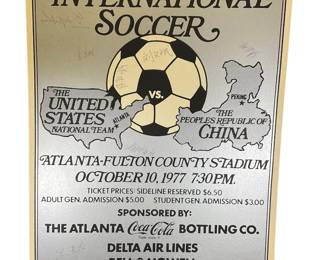 INTERNATIONAL
SOCCER
THE
UNITED
STATES
NATIONAL TEAM
ATLANTA
VS.
PEKING
THE
PEOPLES REPUBLIC OF
CHINA
ATLANTA-FULTON COUNTY STADIUM
OCTOBER 10, 1977 7:30 P.M.
TICKET PRICES SIDELINE RESERVED $6.50
ADULT GEN. ADMISSION $5.00 STUDENT GEN. ADMISSION $3.00
SPONSORED BY:
THE ATLANTA Coca-Cola BOTTLING CO.
DELTA AIR LINES
BELL & HOWELL